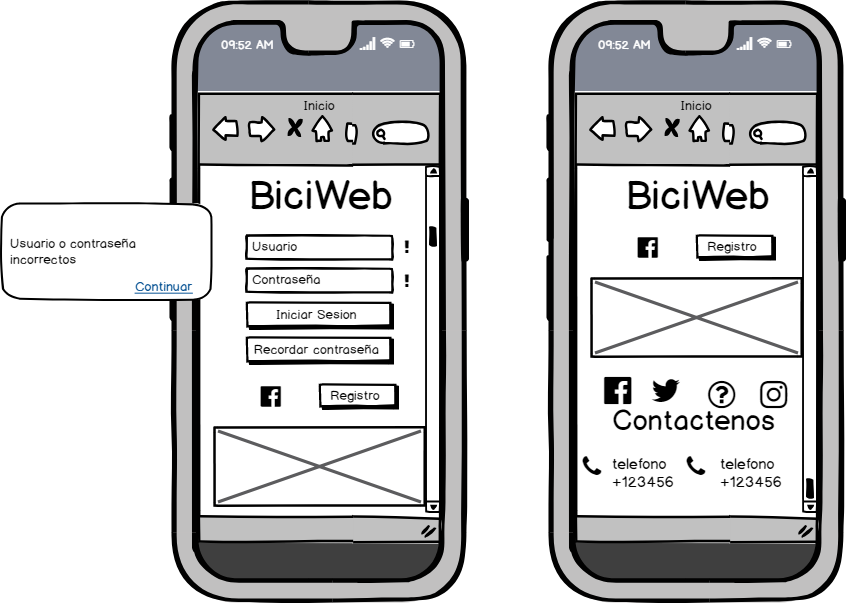 09:52 AM
Inicio
BiciWeb
Usuario
!
Contraseña
!
Iniciar Sesion
Recordar contraseña
Registro
Usuario o contraseña
incorrectos
Continuar
09:52 AM
Inicio
BiciWeb
Registro
Contactenos
telefono
+123456
telefono
+123456